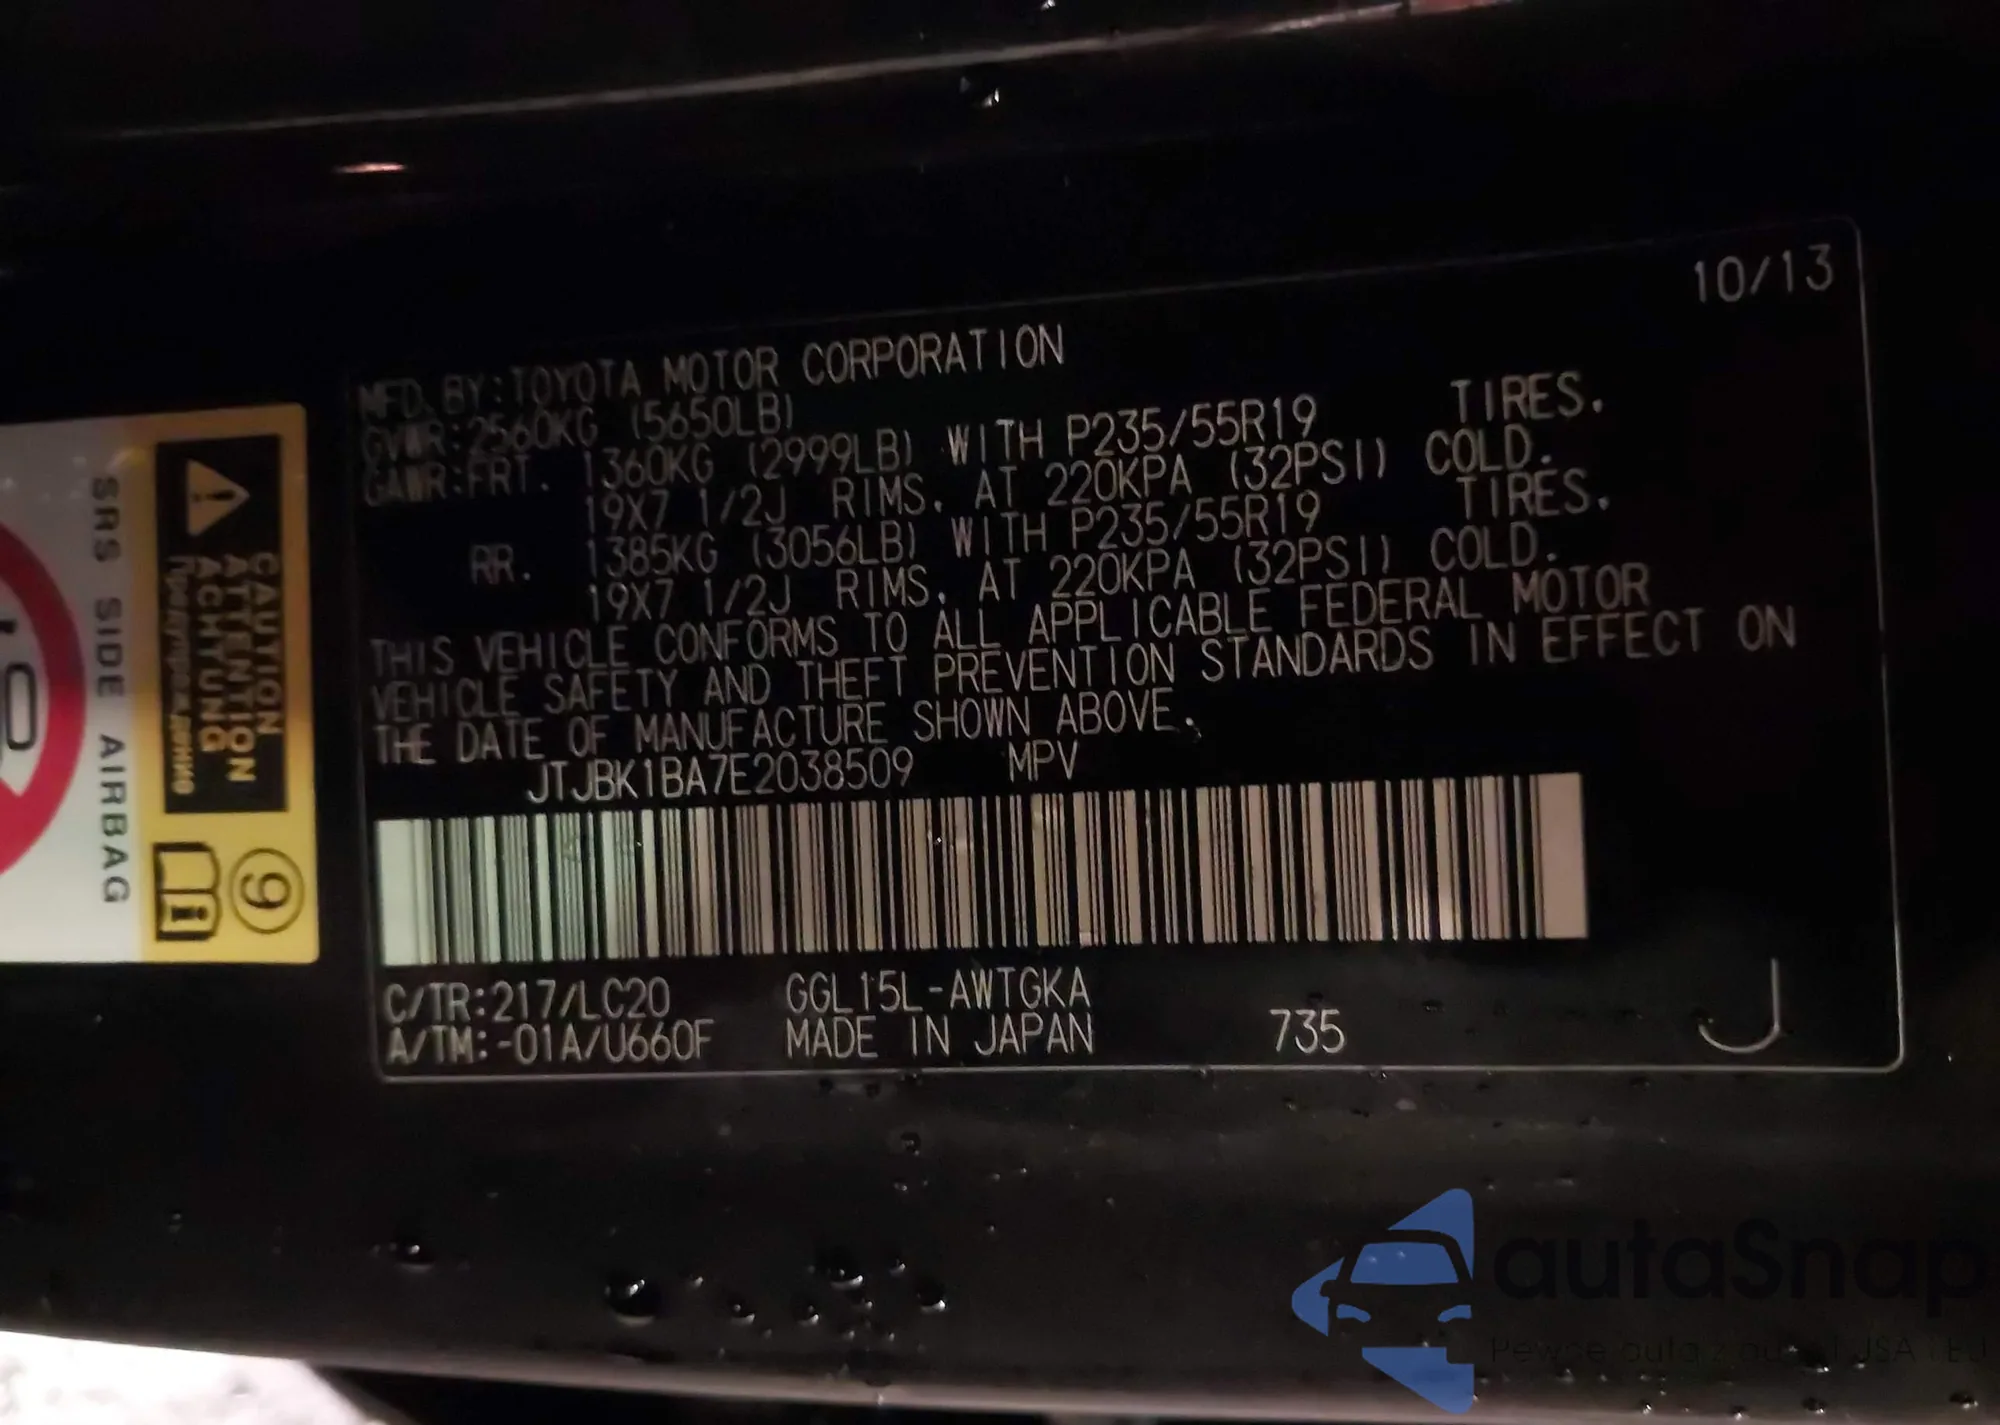 10/13
MFD. BY:TOYOTA MOTOR CORPORATION
GVWR:2560KG (5650LB)
GAWR:FRT. 1360KG (2999LB) WITH P235/55R19 TIRES.
19X7 1/2J RIMS, AT 220KPA (32PSI) COLD.
RR. 1385KG (3056LB) WITH P235/55R19 TIRES.
19X7 1/2J RIMS, AT 220KPA (32PSI) COLD.
THIS VEHICLE CONFORMS TO ALL APPLICABLE FEDERAL MOTOR
VEHICLE SAFETY AND THEFT PREVENTION STANDARDS IN EFFECT ON
THE DATE OF MANUFACTURE SHOWN ABOVE.
JTJBK1BA7E2038509 MPV
C/TR:217/LC20 GGL15L-AWTGKA
A/TM:-01A/U660F MADE IN JAPAN 735
J
CAUTION
ATTENTION
ACHTUNG
Предупреждение
9
SRS SIDE AIRBAG
autaSnap
Pewne auta z